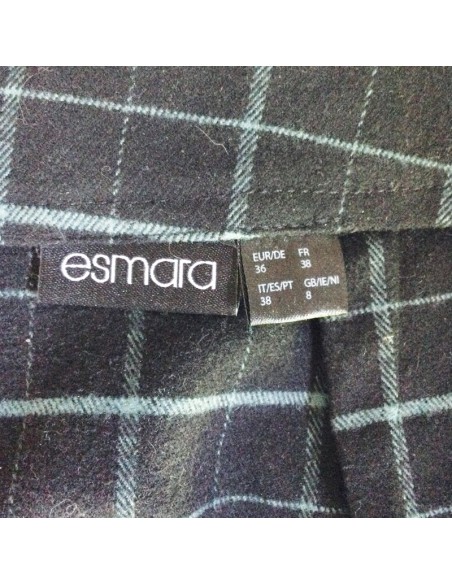 esmara
EUR/DE FR
36 38
IT/ES/PT GB/IE/NI
38 8